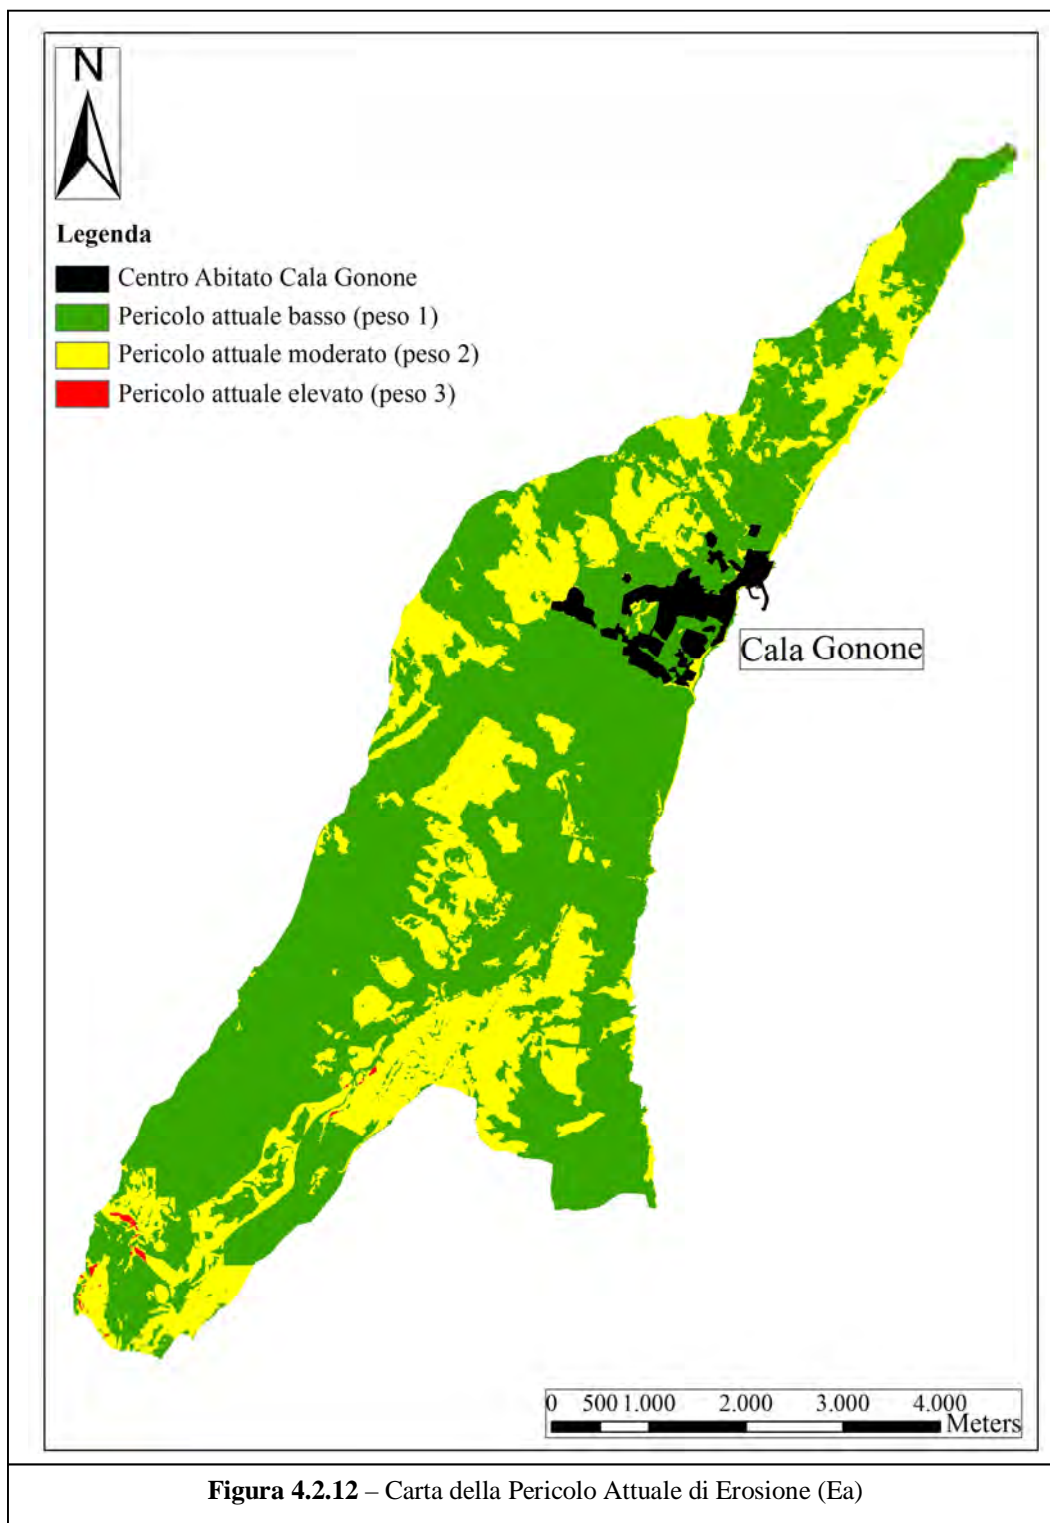 N
Legenda
Centro Abitato Cala Gonone
Pericolo attuale basso (peso 1)
Pericolo attuale moderato (peso 2)
Pericolo attuale elevato (peso 3)
Cala Gonone
0 500 1.000 2.000 3.000 4.000
Meters
Figura 4.2.12 – Carta della Pericolo Attuale di Erosione (Ea)